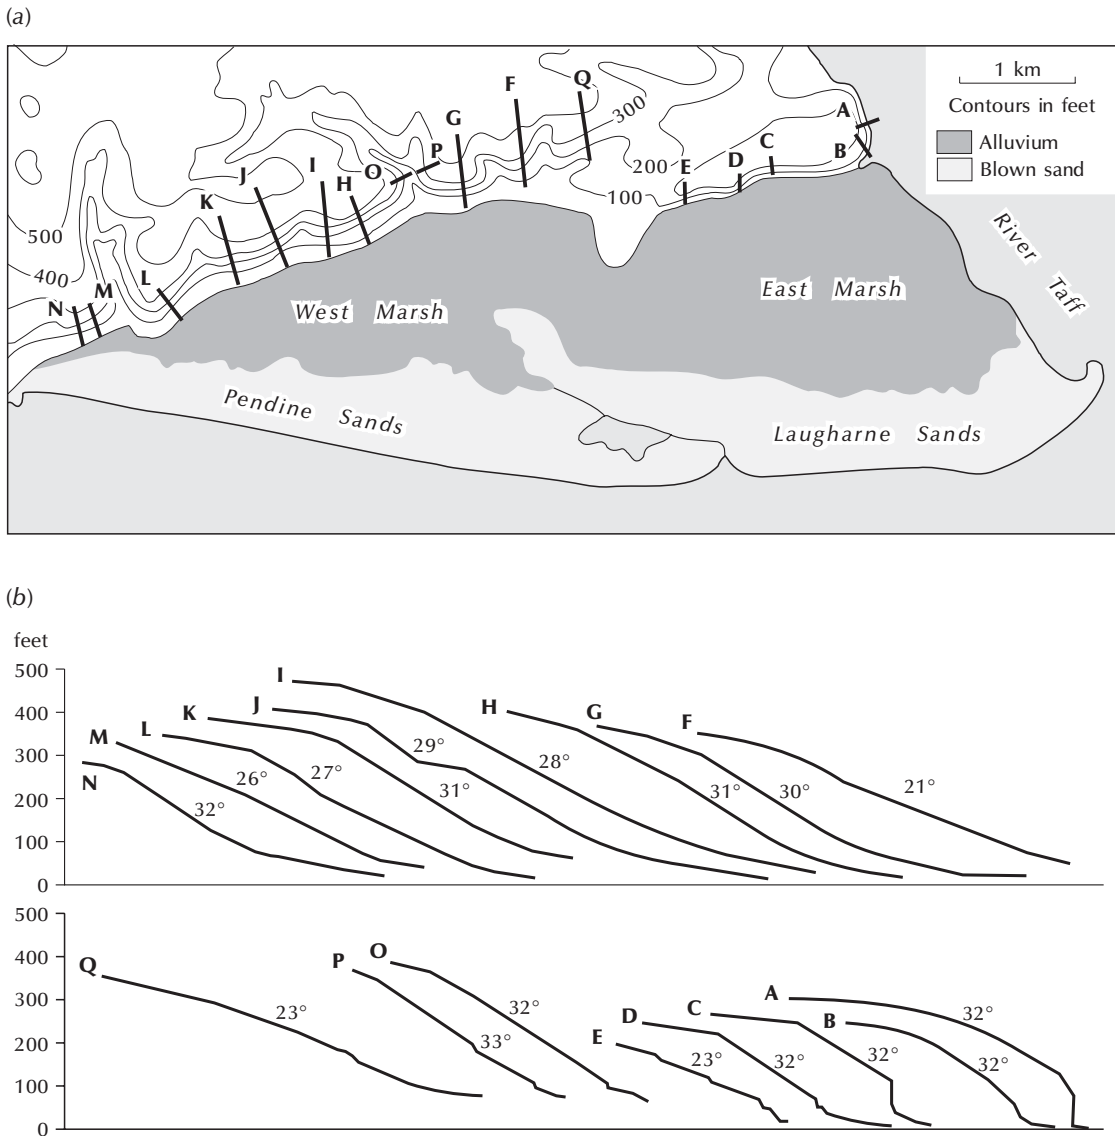 (a)
1 km
Contours in feet
Alluvium
Blown sand
Q
F
300
A
G
P
C
B
I
J
O
H
200
E
D
K
100
500
River Taff
400
L
M
N
East Marsh
West Marsh
Pendine Sands
Laugharne Sands
(b)
feet
500
400
300
200
100
0
I
J
K
L
M
N
H
G
F
29°
28°
21°
26°
27°
31°
31°
30°
32°
500
400
300
200
100
0
Q
P
O
A
C
B
D
E
23°
32°
33°
32°
23°
32°
32°
32°